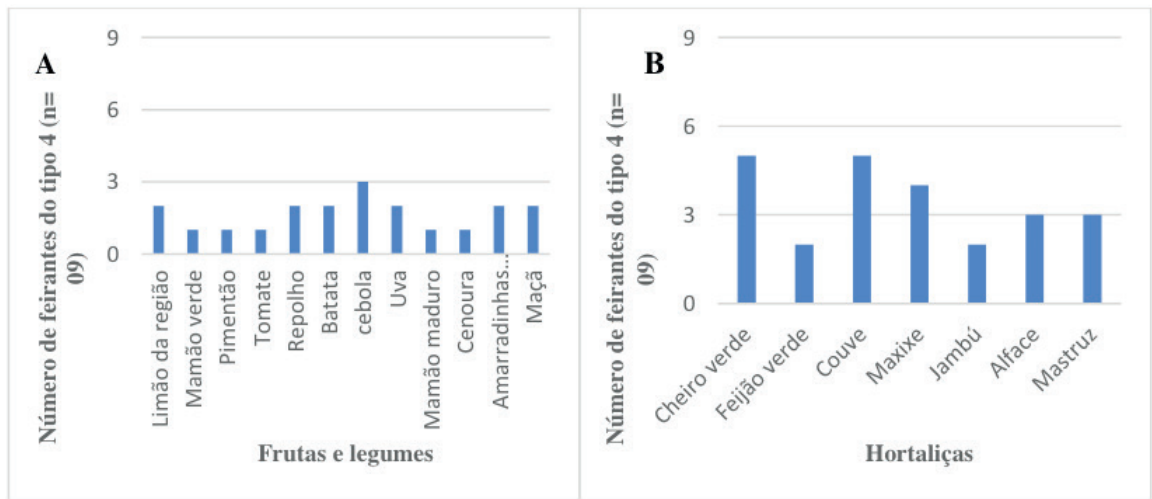 A
Número de feirantes do tipo 4 (n=
09)
9
6
3
0
Limão da região
Mamão verde
Pimentão
Tomate
Repolho
Batata
cebola
Uva
Mamão maduro
Cenoura
Amarradinhas...
Maçã
Frutas e legumes
B
Número de feirantes do tipo 4 (n=
09)
9
6
3
0
Cheiro verde
Feijão verde
Couve
Maxixe
Jambú
Alface
Mastruz
Hortaliças